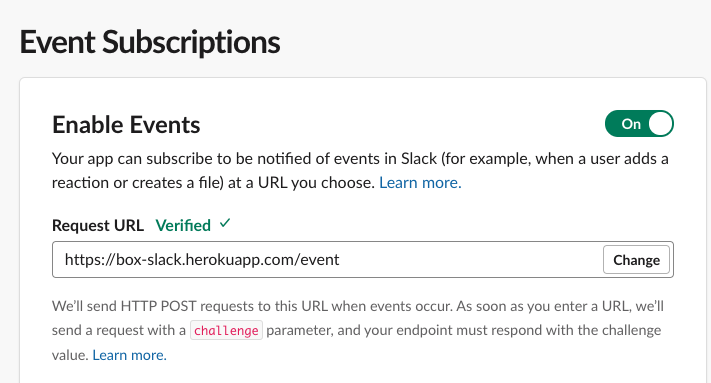 Event Subscriptions
Enable Events
On
Your app can subscribe to be notified of events in Slack (for example, when a user adds a
reaction or creates a file) at a URL you choose. Learn more.
Request URL Verified ✓
https://box-slack.herokuapp.com/event
Change
We’ll send HTTP POST requests to this URL when events occur. As soon as you enter a URL, we’ll
send a request with a challenge parameter, and your endpoint must respond with the challenge
value. Learn more.